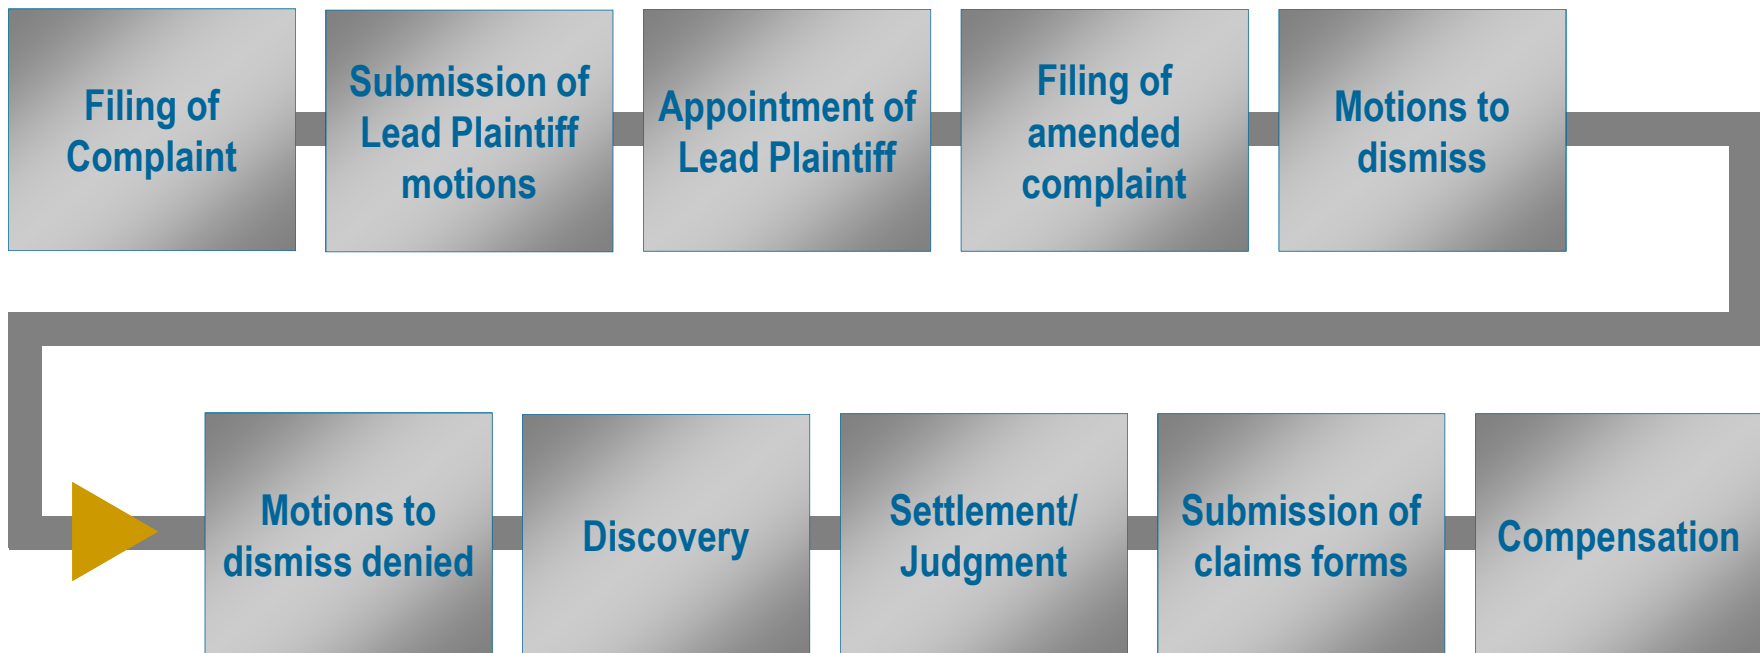 Filing of
Complaint
Submission of
Lead Plaintiff
motions
Appointment of
Lead Plaintiff
Filing of
amended
complaint
Motions to
dismiss
Motions to
dismiss denied
Discovery
Settlement/
Judgment
Submission of
claims forms
Compensation